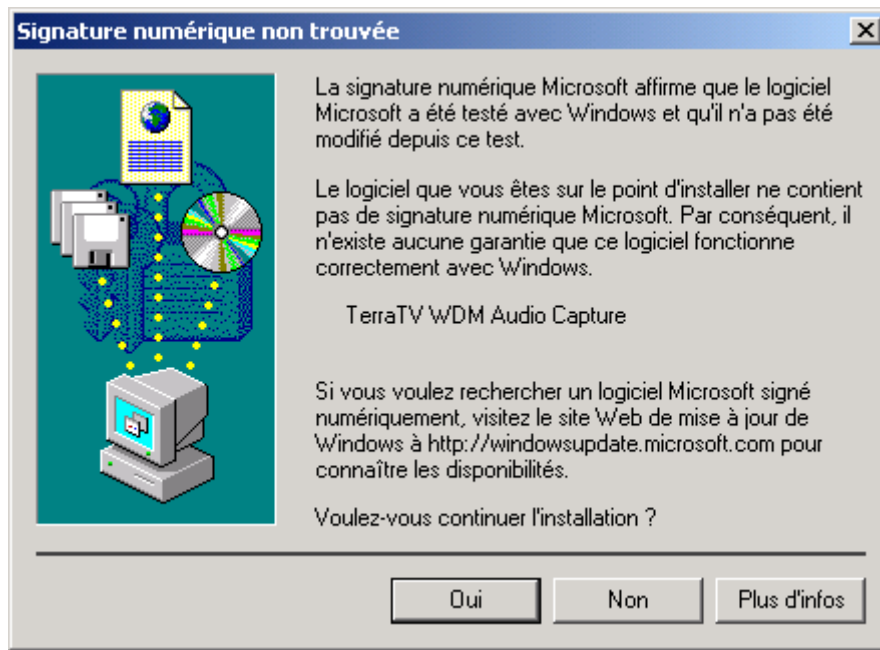 Signature numérique non trouvée
La signature numérique Microsoft affirme que le logiciel
Microsoft a été testé avec Windows et qu'il n'a pas été
modifié depuis ce test.
Le logiciel que vous êtes sur le point d'installer ne contient
pas de signature numérique Microsoft. Par conséquent, il
n'existe aucune garantie que ce logiciel fonctionne
correctement avec Windows.
TerraTV WDM Audio Capture
Si vous voulez rechercher un logiciel Microsoft signé
numériquement, visitez le site Web de mise à jour de
Windows à http://windowsupdate.microsoft.com pour
connaître les disponibilités.
Voulez-vous continuer l'installation ?
Oui
Non
Plus d'infos